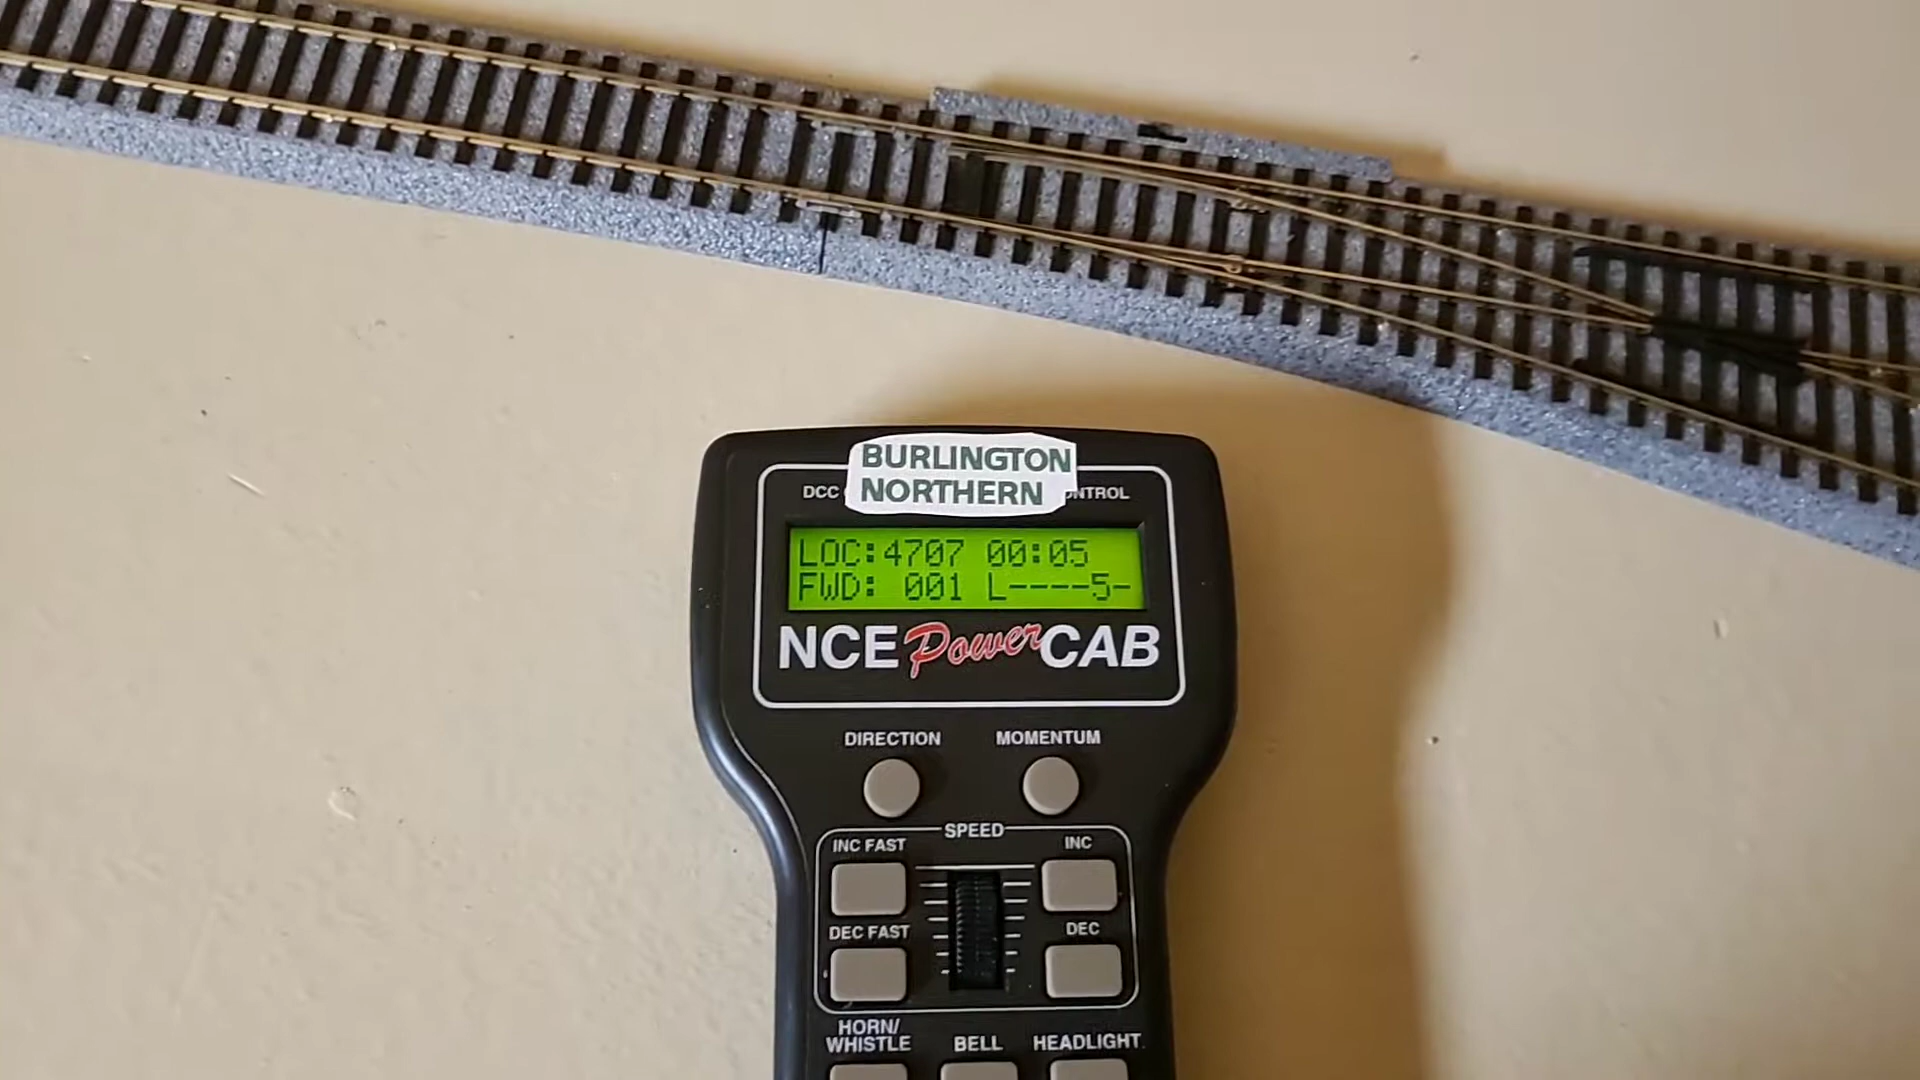 BURLINGTON
NORTHERN
DCC ONTROL
LOC:4707 00:05
FWD: 001 L----5-
NCE Power CAB
DIRECTION MOMENTUM
SPEED
INC FAST INC
DEC FAST DEC
HORN/
WHISTLE BELL HEADLIGHT